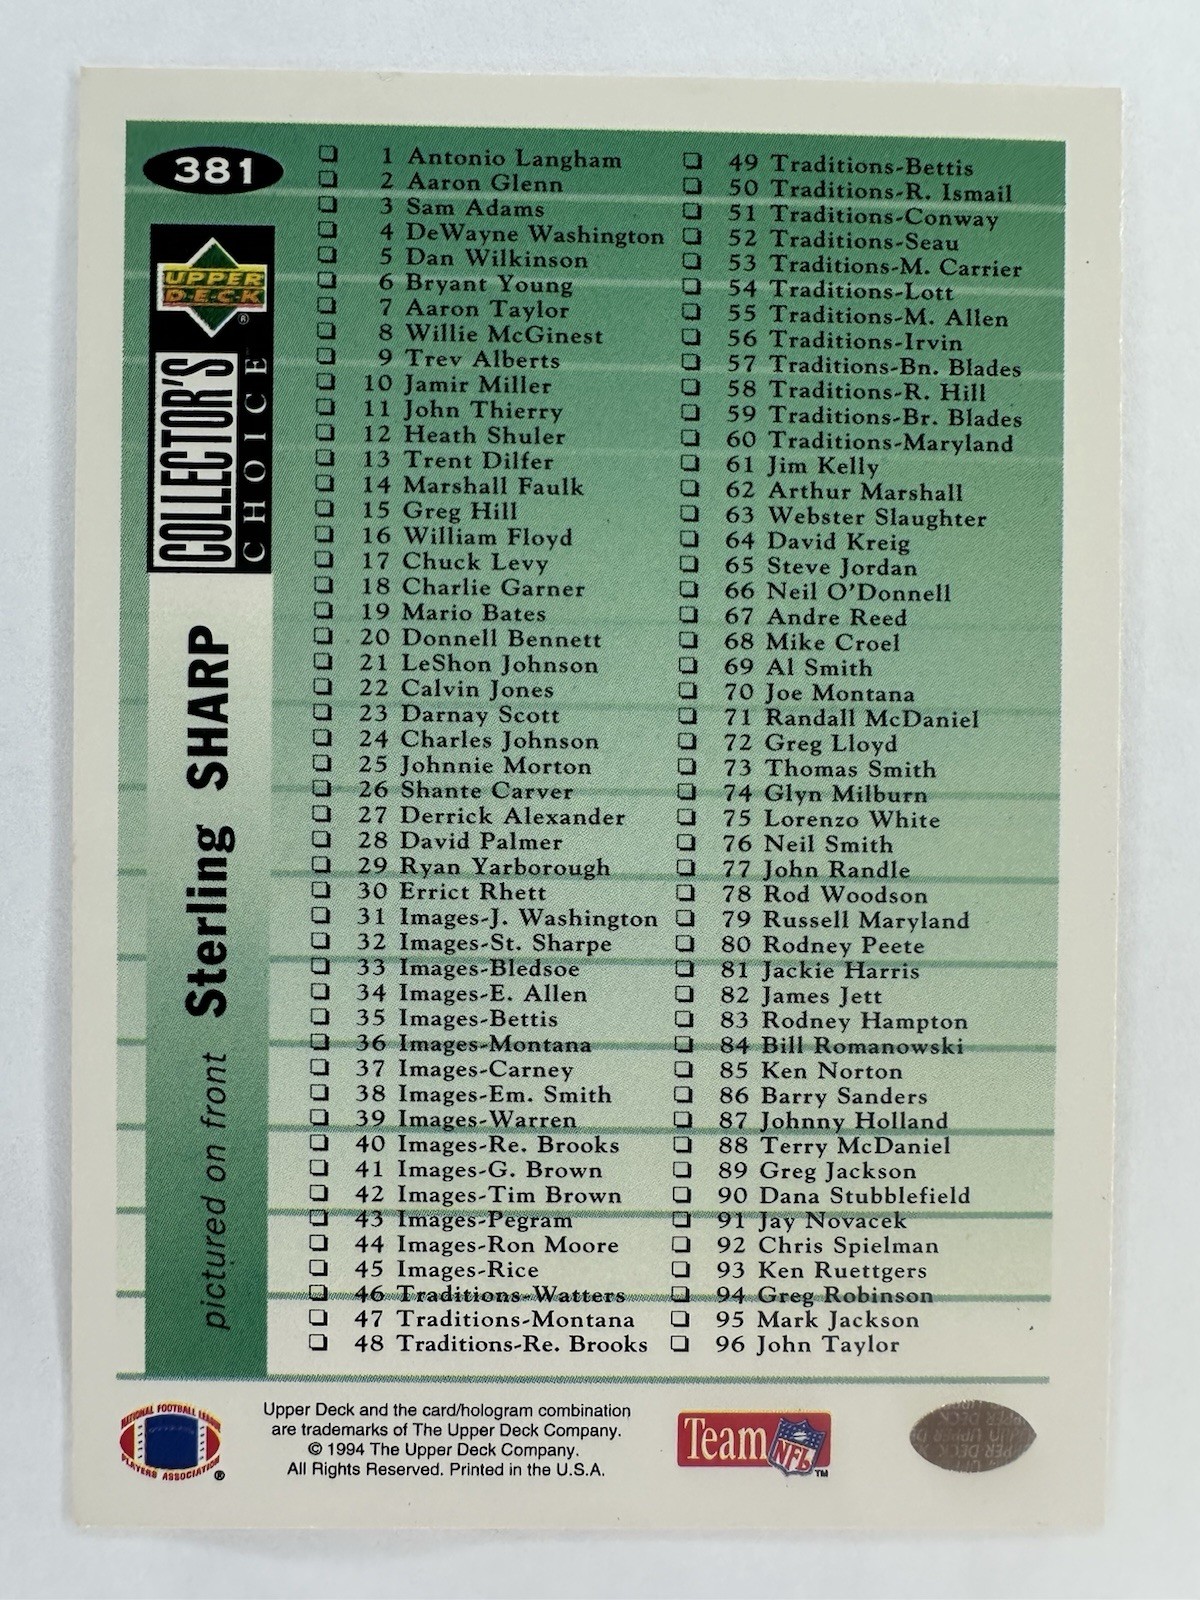 381
UPPER
D·E·C·K
®
COLLECTOR'S
CHOICE
pictured on front Sterling SHARP
1 Antonio Langham
2 Aaron Glenn
3 Sam Adams
4 DeWayne Washington
5 Dan Wilkinson
6 Bryant Young
7 Aaron Taylor
8 Willie McGinest
9 Trev Alberts
10 Jamir Miller
11 John Thierry
12 Heath Shuler
13 Trent Dilfer
14 Marshall Faulk
15 Greg Hill
16 William Floyd
17 Chuck Levy
18 Charlie Garner
19 Mario Bates
20 Donnell Bennett
21 LeShon Johnson
22 Calvin Jones
23 Darnay Scott
24 Charles Johnson
25 Johnnie Morton
26 Shante Carver
27 Derrick Alexander
28 David Palmer
29 Ryan Yarborough
30 Errict Rhett
31 Images-J. Washington
32 Images-St. Sharpe
33 Images-Bledsoe
34 Images-E. Allen
35 Images-Bettis
36 Images-Montana
37 Images-Carney
38 Images-Em. Smith
39 Images-Warren
40 Images-Re. Brooks
41 Images-G. Brown
42 Images-Tim Brown
43 Images-Pegram
44 Images-Ron Moore
45 Images-Rice
46 Traditions-Watters
47 Traditions-Montana
48 Traditions-Re. Brooks
49 Traditions-Bettis
50 Traditions-R. Ismail
51 Traditions-Conway
52 Traditions-Seau
53 Traditions-M. Carrier
54 Traditions-Lott
55 Traditions-M. Allen
56 Traditions-Irvin
57 Traditions-Bn. Blades
58 Traditions-R. Hill
59 Traditions-Br. Blades
60 Traditions-Maryland
61 Jim Kelly
62 Arthur Marshall
63 Webster Slaughter
64 David Kreig
65 Steve Jordan
66 Neil O'Donnell
67 Andre Reed
68 Mike Croel
69 Al Smith
70 Joe Montana
71 Randall McDaniel
72 Greg Lloyd
73 Thomas Smith
74 Glyn Milburn
75 Lorenzo White
76 Neil Smith
77 John Randle
78 Rod Woodson
79 Russell Maryland
80 Rodney Peete
81 Jackie Harris
82 James Jett
83 Rodney Hampton
84 Bill Romanowski
85 Ken Norton
86 Barry Sanders
87 Johnny Holland
88 Terry McDaniel
89 Greg Jackson
90 Dana Stubblefield
91 Jay Novacek
92 Chris Spielman
93 Ken Ruettgers
94 Greg Robinson
95 Mark Jackson
96 John Taylor
NATIONAL FOOTBALL LEAGUE
PLAYERS ASSOCIATION ®
Upper Deck and the card/hologram combination
are trademarks of The Upper Deck Company.
© 1994 The Upper Deck Company.
All Rights Reserved. Printed in the U.S.A.
Team NFL TM